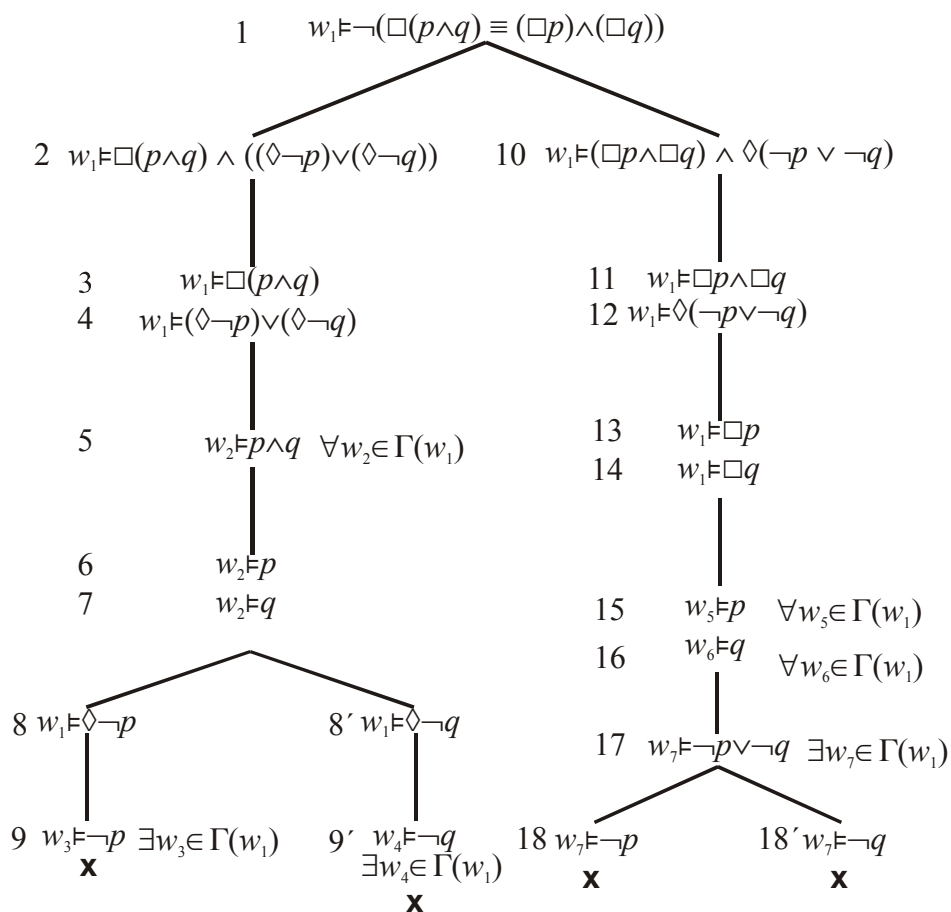 1 w₁⊨¬(□(p∧q) ≡ (□p)∧(□q))
2 w₁⊨□(p∧q) ∧ ((◊¬p)∨(◊¬q))
10 w₁⊨(□p∧□q) ∧ ◊(¬p ∨ ¬q)
3 w₁⊨□(p∧q)
4 w₁⊨(◊¬p)∨(◊¬q)
11 w₁⊨□p∧□q
12 w₁⊨◊(¬p∨¬q)
5 w₂⊨p∧q ∀w₂∈Γ(w₁)
13 w₁⊨□p
14 w₁⊨□q
6 w₂⊨p
7 w₂⊨q
15 w₅⊨p ∀w₅∈Γ(w₁)
16 w₆⊨q ∀w₆∈Γ(w₁)
8 w₁⊨◊¬p
8´ w₁⊨◊¬q
17 w₇⊨¬p∨¬q ∃w₇∈Γ(w₁)
9 w₃⊨¬p ∃w₃∈Γ(w₁)
x
9´ w₄⊨¬q
∃w₄∈Γ(w₁)
x
18 w₇⊨¬p
x
18´ w₇⊨¬q
x